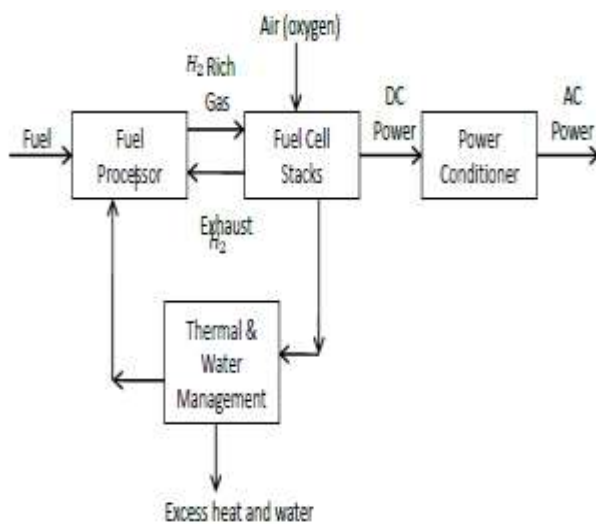 Air (oxygen)
H₂ Rich
Gas
DC
Power
AC
Power
Fuel
Fuel
Processor
Fuel Cell
Stacks
Power
Conditioner
Exhaust
H₂
Thermal &
Water
Management
Excess heat and water